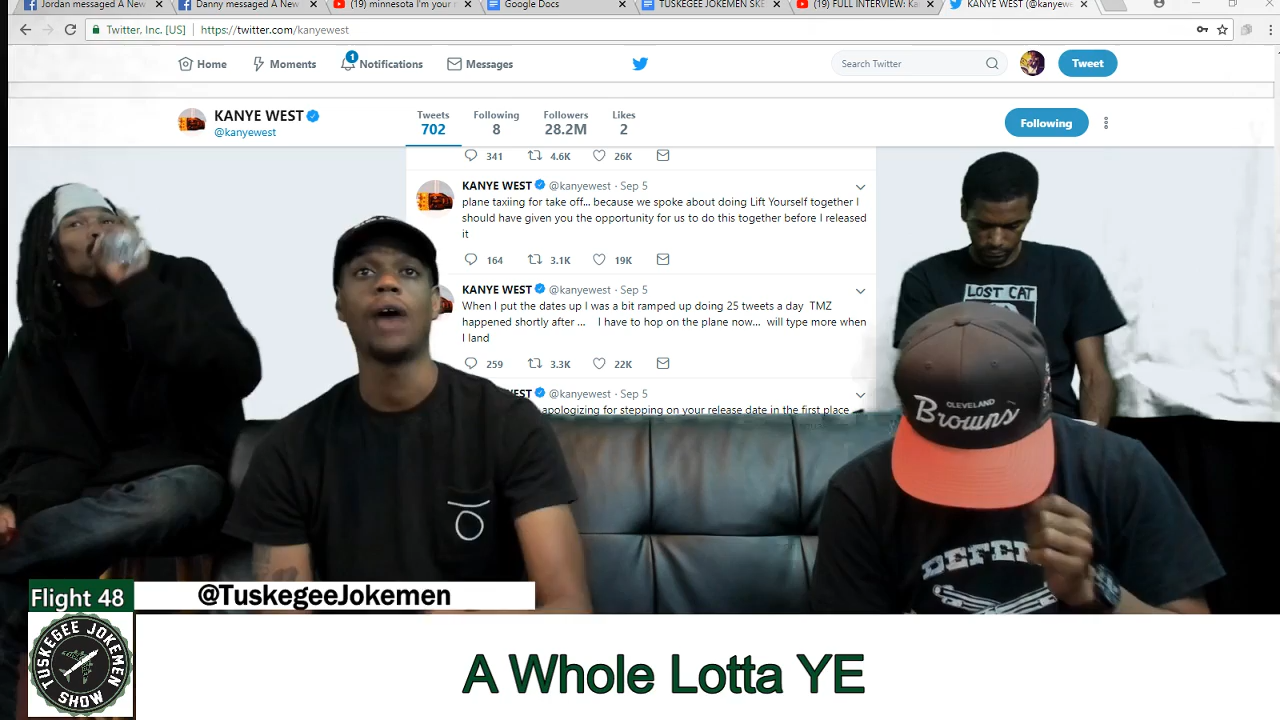 Jordan messaged A New
Danny messaged A New
(19) minnesota I'm your
Google Docs
TUSKEGEE JOKEMEN SKE
(19) FULL INTERVIEW: Ka
KANYE WEST (@kanyewe
Twitter, Inc. [US]
https://twitter.com/kanyewest
Home
Moments
1
Notifications
Messages
Search Twitter
Tweet
KANYE WEST
@kanyewest
Tweets
702
Following
8
Followers
28.2M
Likes
2
Following
341
4.6K
26K
KANYE WEST @kanyewest · Sep 5
plane taxiing for take off... because we spoke about doing Lift Yourself together I
should have given you the opportunity for us to do this together before I released
it
164
3.1K
19K
KANYE WEST @kanyewest · Sep 5
When I put the dates up I was a bit ramped up doing 25 tweets a day TMZ
happened shortly after ... I have to hop on the plane now... will type more when
I land
259
3.3K
22K
WEST @kanyewest · Sep 5
apologizing for stepping on your release date in the first place
LOST CAT
CLEVELAND
Browns
DEFEN
Flight 48
@TuskegeeJokemen
TUSKEGEE JOKEMEN
SHOW
A Whole Lotta YE